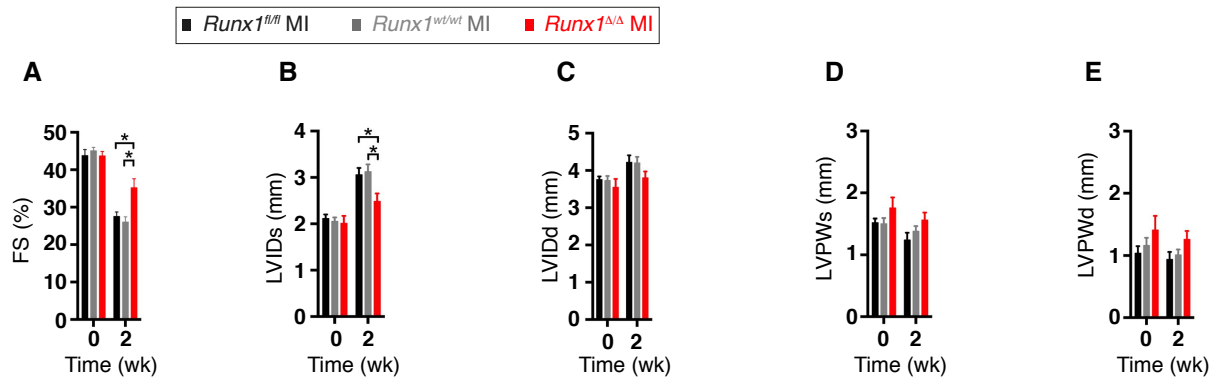 Runx1fl/fl MI Runx1wt/wt MI Runx1Δ/Δ MI
A
FS (%)
50
40
30
20
10
0
* 
*
0 2
Time (wk)
B
LVIDs (mm)
4
3
2
1
0
*
*
0 2
Time (wk)
C
LVIDd (mm)
5
4
3
2
1
0
0 2
Time (wk)
D
LVPWs (mm)
3
2
1
0
0 2
Time (wk)
E
LVPWd (mm)
3
2
1
0
0 2
Time (wk)